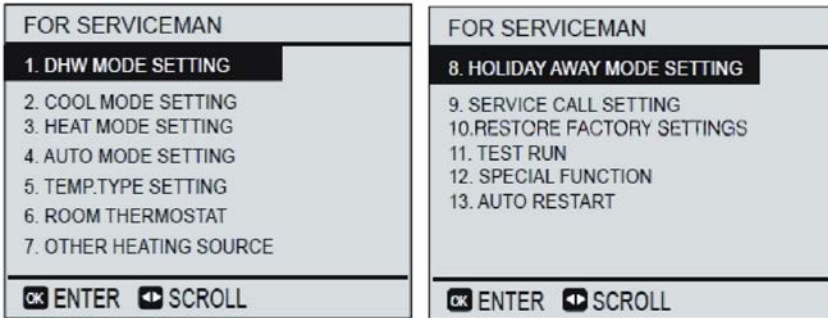 FOR SERVICEMAN
1. DHW MODE SETTING
2. COOL MODE SETTING
3. HEAT MODE SETTING
4. AUTO MODE SETTING
5. TEMP.TYPE SETTING
6. ROOM THERMOSTAT
7. OTHER HEATING SOURCE
OK ENTER SCROLL
FOR SERVICEMAN
8. HOLIDAY AWAY MODE SETTING
9. SERVICE CALL SETTING
10.RESTORE FACTORY SETTINGS
11. TEST RUN
12. SPECIAL FUNCTION
13. AUTO RESTART
OK ENTER SCROLL